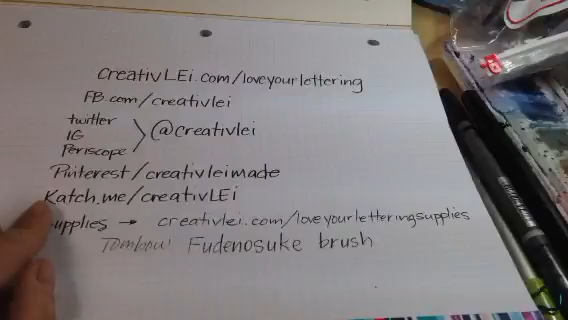 CreativLEi.com/loveyourlettering
FB.com/creativlei
twitter
IG
Periscope
@creativlei
Pinterest/creativleimade
Katch.me/creativLEi
supplies → creativlei.com/loveyourletteringsupplies
Tombow Fudenosuke brush